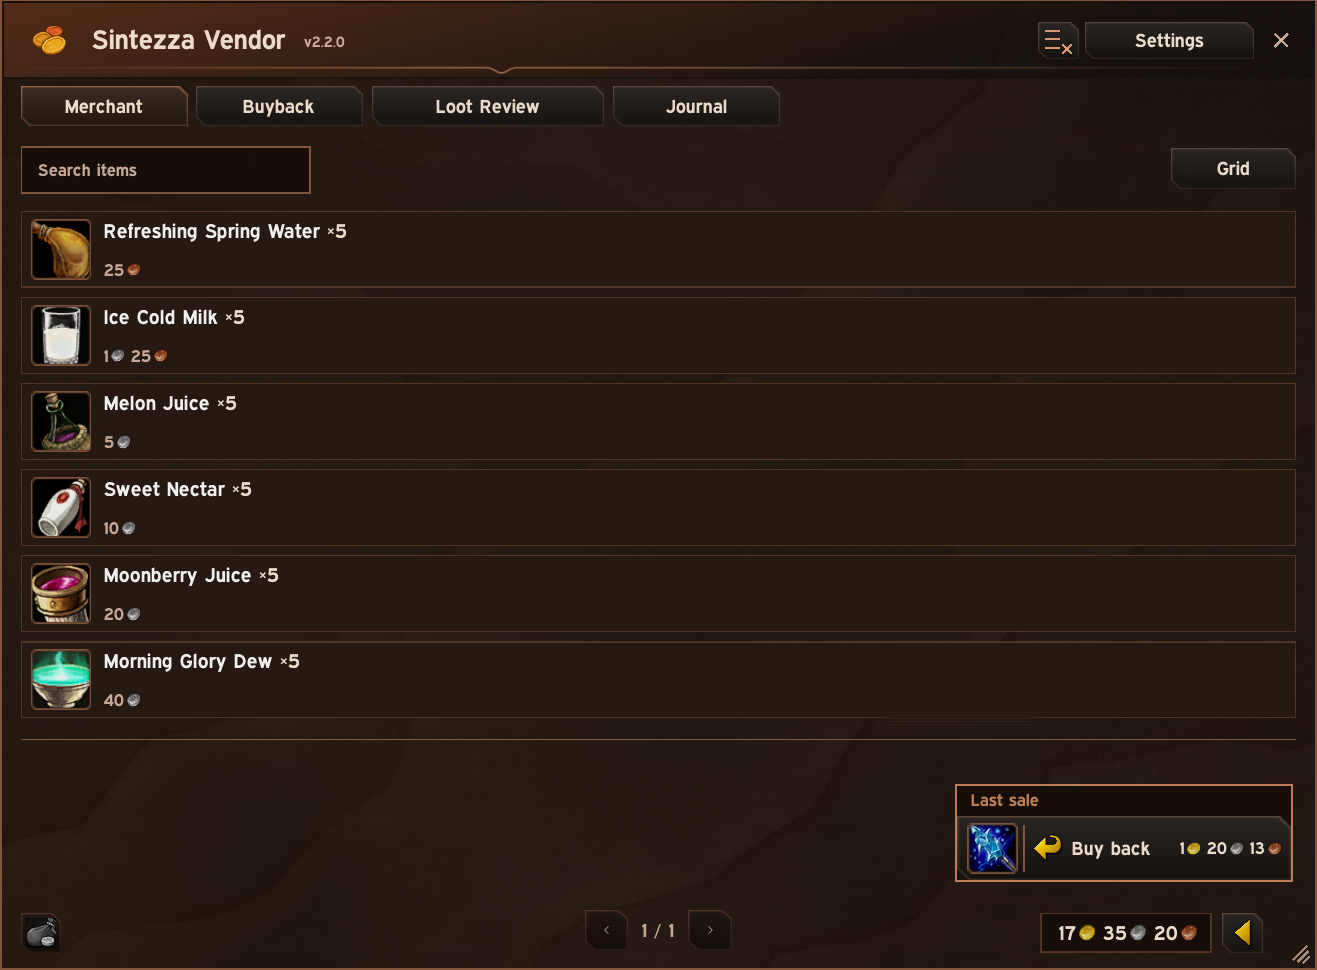 Sintezza Vendor v2.2.0
Settings
Merchant
Buyback
Loot Review
Journal
Search items
Grid
Refreshing Spring Water ×5
25
Ice Cold Milk ×5
1 25
Melon Juice ×5
5
Sweet Nectar ×5
10
Moonberry Juice ×5
20
Morning Glory Dew ×5
40
Last sale
Buy back 1 20 13
1 / 1
17 35 20